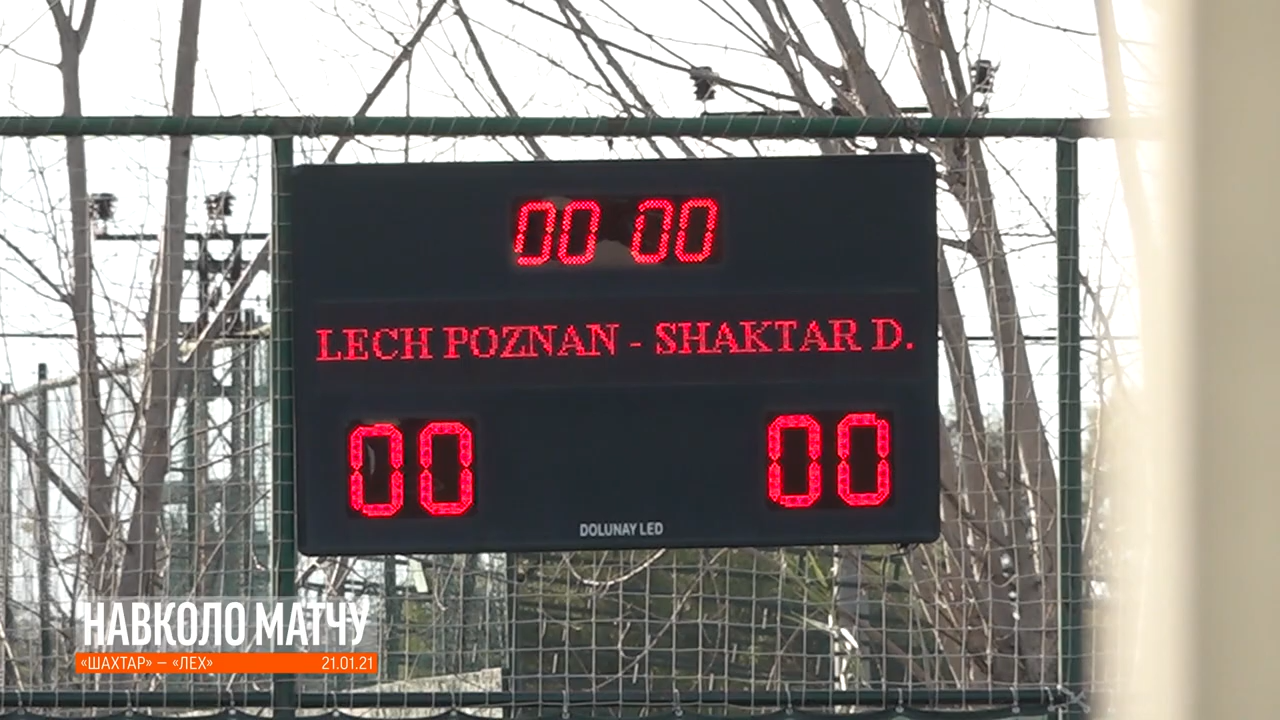 00 00
LECH POZNAN - SHAKTAR D.
00 00
DOLUNAY LED
НАВКОЛО МАТЧУ
«ШАХТАР» — «ЛЕХ» 21.01.21